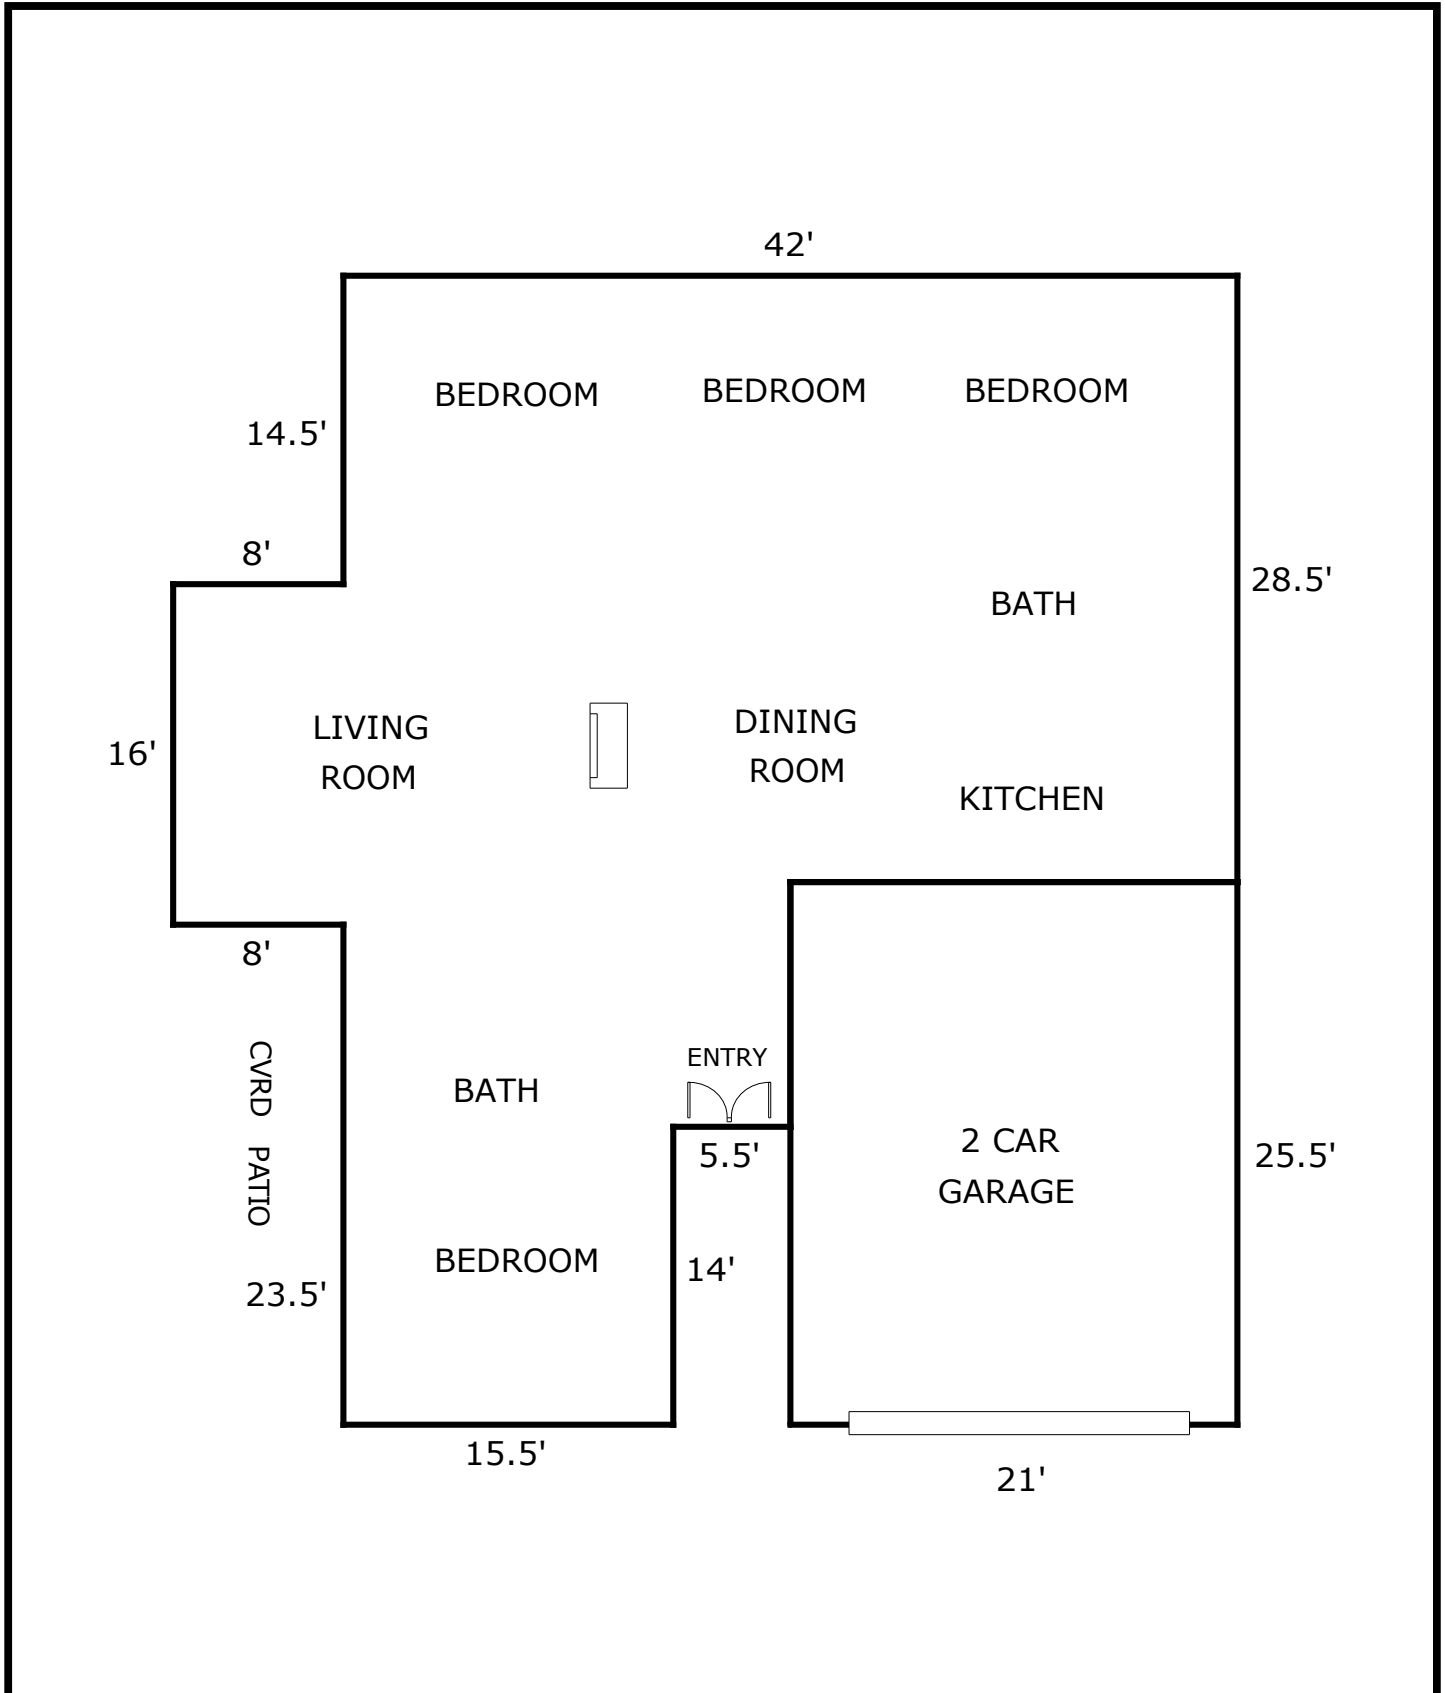 42'
BEDROOM
BEDROOM
BEDROOM
14.5'
8'
28.5'
BATH
LIVING
ROOM
DINING
ROOM
16'
KITCHEN
8'
CVRD PATIO
ENTRY
BATH
5.5'
2 CAR
GARAGE
25.5'
BEDROOM
14'
23.5'
15.5'
21'